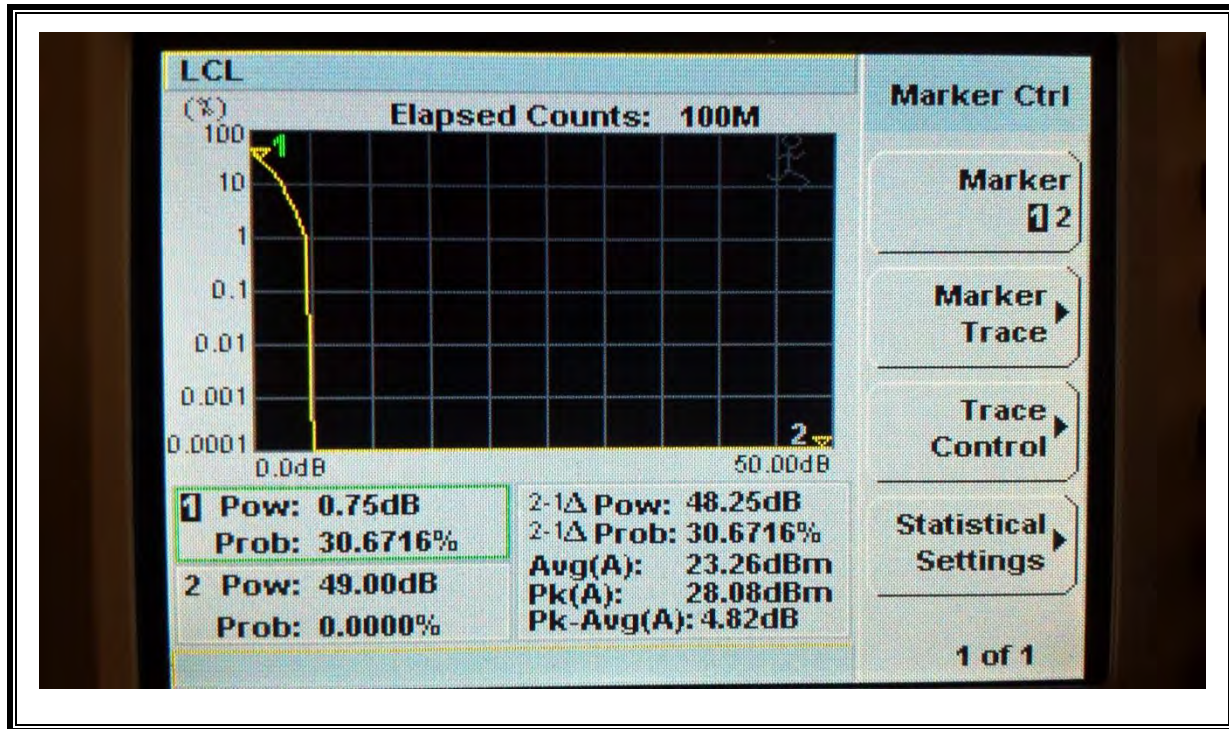 LCL
(%)
Elapsed Counts: 100M
100
1
10
1
0.1
0.01
0.001
0.0001
2
0.0dB
50.00dB
1 Pow: 0.75dB
Prob: 30.6716%
2 Pow: 49.00dB
Prob: 0.0000%
2-1Δ Pow: 48.25dB
2-1Δ Prob: 30.6716%
Avg(A): 23.26dBm
Pk(A): 28.08dBm
Pk-Avg(A): 4.82dB
Marker Ctrl
Marker
1 2
Marker
Trace
Trace
Control
Statistical
Settings
1 of 1